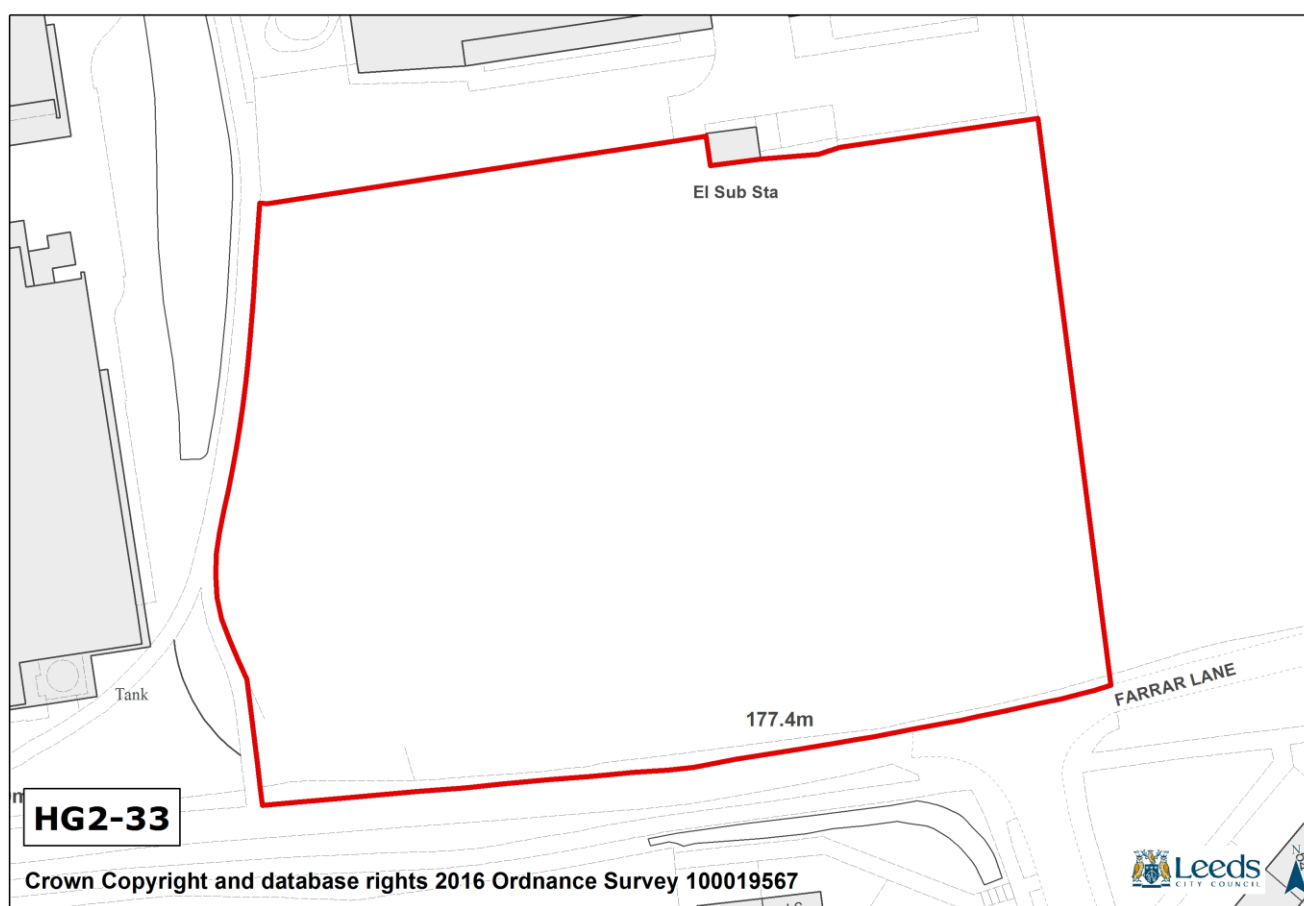 El Sub Sta
Tank
FARRAR LANE
177.4m
HG2-33
Crown Copyright and database rights 2016 Ordnance Survey 100019567
Leeds
CITY COUNCIL
N